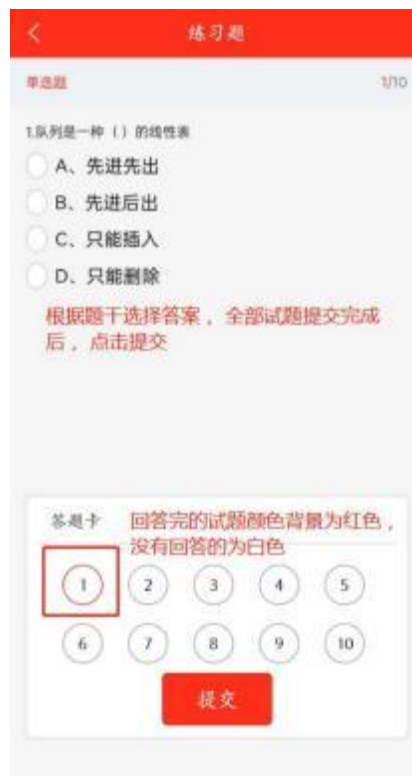 练习题
单选题 1/10
1.队列是一种（）的线性表
A、先进先出
B、先进后出
C、只能插入
D、只能删除
根据题干选择答案，全部试题提交完成
后，点击提交
答题卡 回答完的试题颜色背景为红色，
没有回答的为白色
1 2 3 4 5
6 7 8 9 10
提交